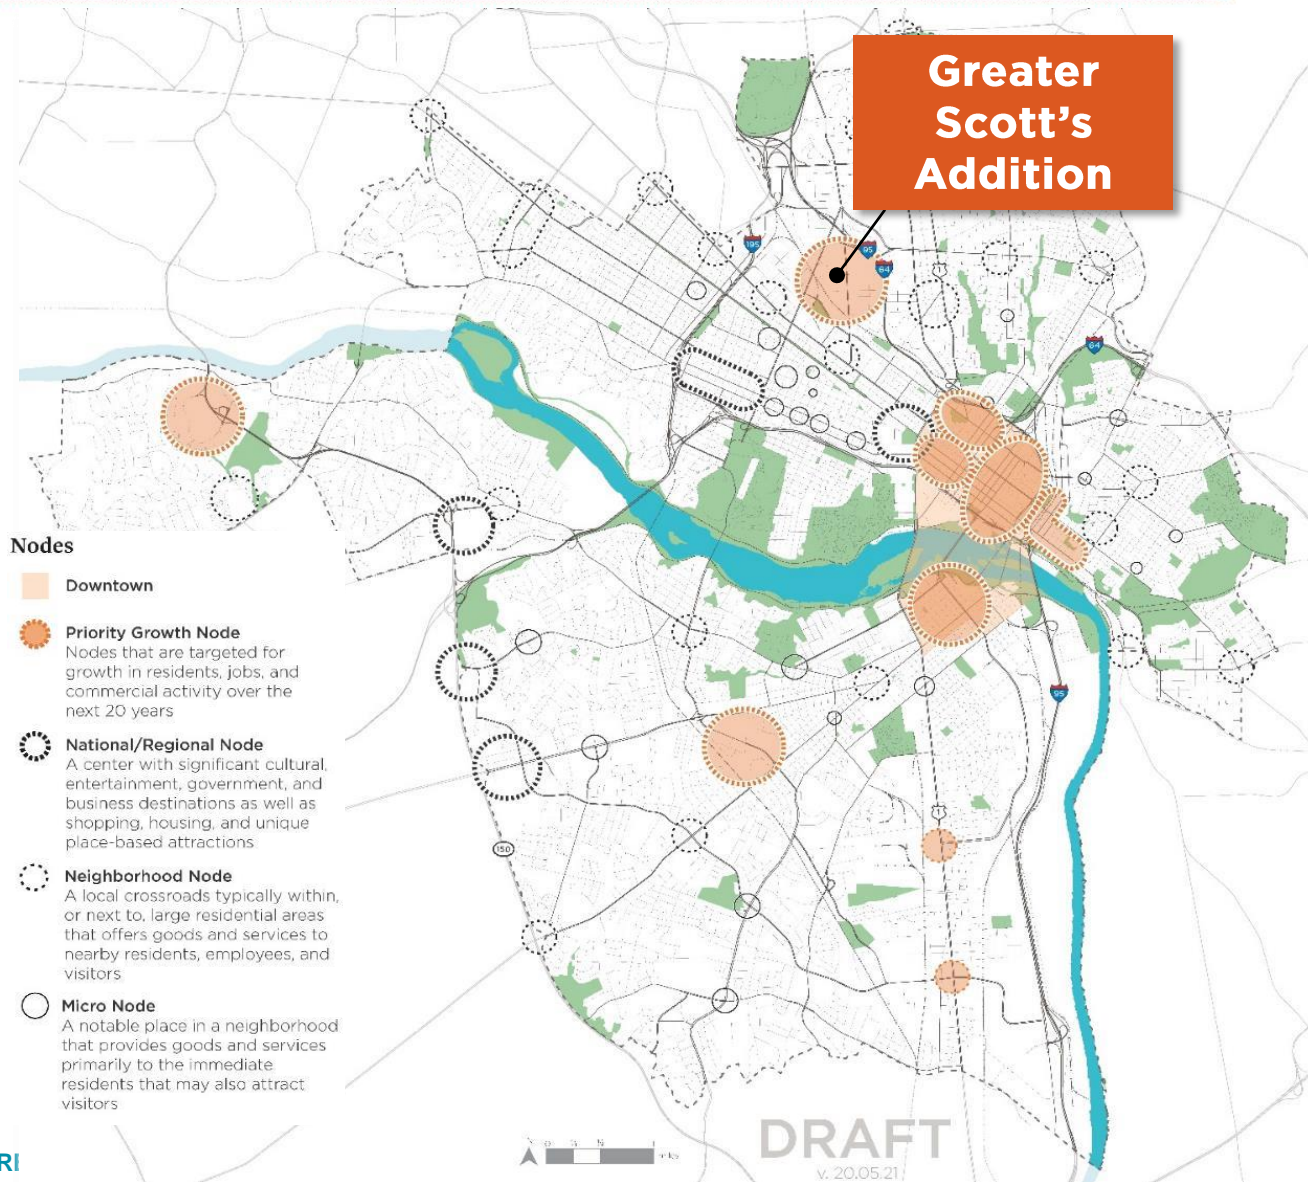 Greater
Scott's
Addition
195
95
64
1
64
Nodes
Downtown
Priority Growth Node
Nodes that are targeted for
growth in residents, jobs, and
commercial activity over the
next 20 years
National/Regional Node
A center with significant cultural,
entertainment, government, and
business destinations as well as
shopping, housing, and unique
place-based attractions
Neighborhood Node
A local crossroads typically within,
or next to, large residential areas
that offers goods and services to
nearby residents, employees, and
visitors
Micro Node
A notable place in a neighborhood
that provides goods and services
primarily to the immediate
residents that may also attract
visitors
95
1
150
DRAFT
v. 20.05.21